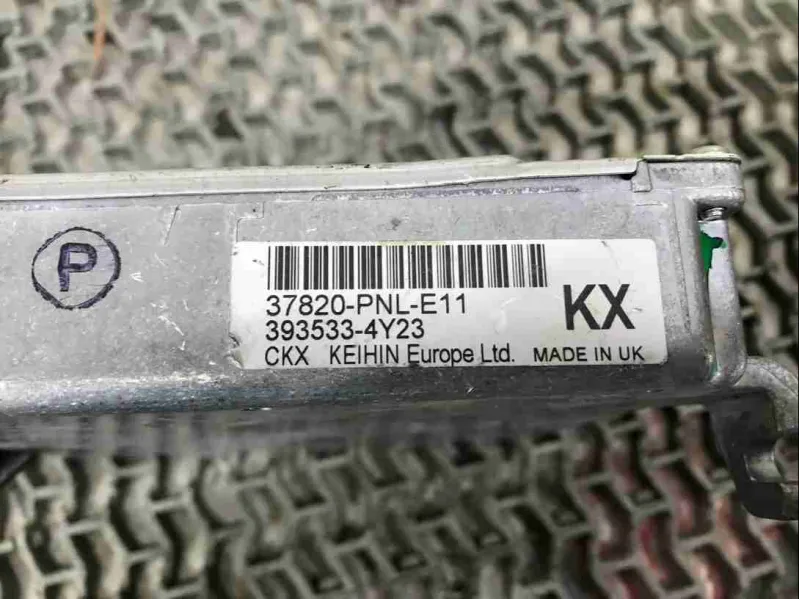 P
37820-PNL-E11
KX
393533-4Y23
CKX KEIHIN Europe Ltd. MADE IN UK